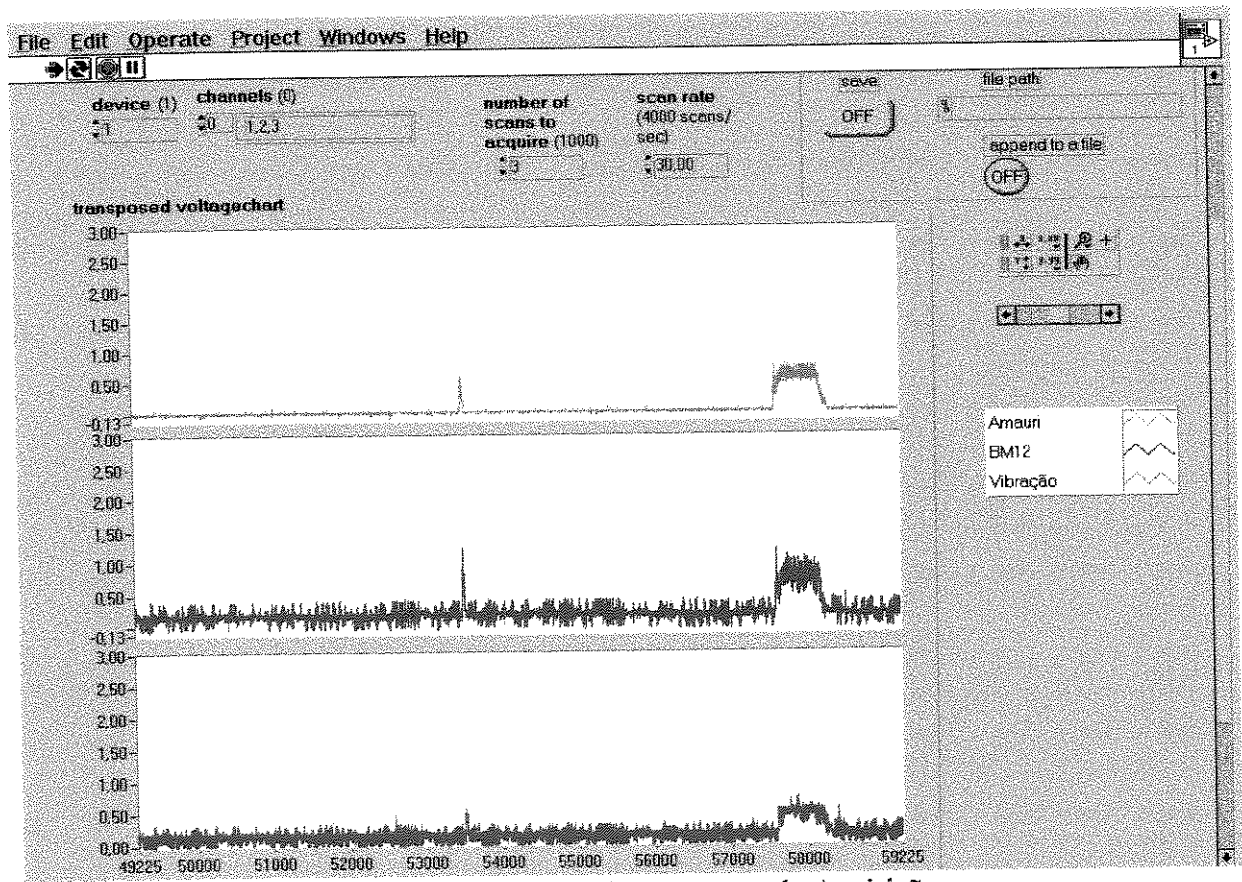 File Edit Operate Project Windows Help
1
device (1)
1
channels (0)
0 1,2,3
number of
scans to
acquire (1000)
3
scan rate
(4000 scans/
sec)
30,00
save
OFF
file path
%
append to a file
OFF
transposed voltagechart
3.00
2.50
2.00
1.50
1.00
0.50
-0.13
3.00
2.50
2.00
1.50
1.00
0.50
-0.13
3.00
2.50
2.00
1.50
1.00
0.50
0.00
49225 50000 51000 52000 53000 54000 55000 56000 57000 58000 59225
Amauri
BM12
Vibração